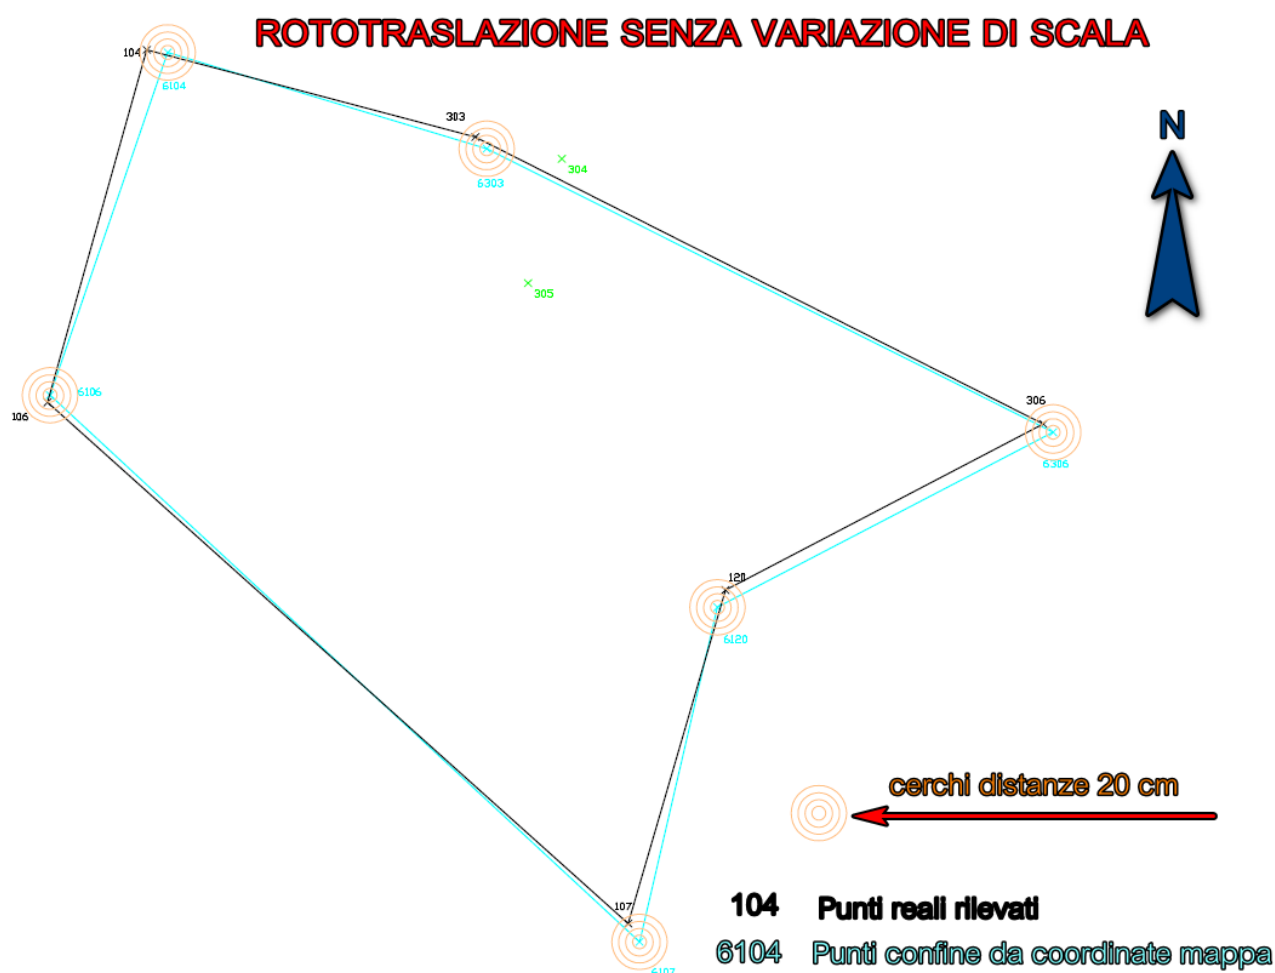 ROTOTRASLAZIONE SENZA VARIAZIONE DI SCALA
104
6104
303
6303
304
N
305
6106
106
306
6306
120
6120
cerchi distanze 20 cm
107
6107
104 Punti reali rilevati
6104 Punti confine da coordinate mappa